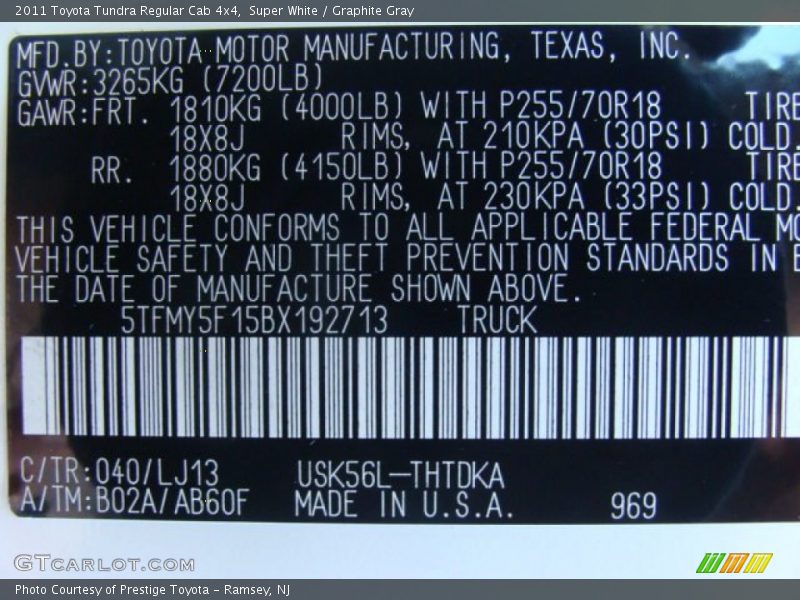 2011 Toyota Tundra Regular Cab 4x4, Super White / Graphite Gray
MFD.BY:TOYOTA MOTOR MANUFACTURING, TEXAS, INC.
GVWR:3265KG (7200LB)
GAWR:FRT. 1810KG (4000LB) WITH P255/70R18 TIRE
18X8J RIMS, AT 210KPA (30PSI) COLD.
RR. 1880KG (4150LB) WITH P255/70R18 TIRE
18X8J RIMS, AT 230KPA (33PSI) COLD.
THIS VEHICLE CONFORMS TO ALL APPLICABLE FEDERAL MO
VEHICLE SAFETY AND THEFT PREVENTION STANDARDS IN E
THE DATE OF MANUFACTURE SHOWN ABOVE.
5TFMY5F15BX192713 TRUCK
C/TR:040/LJ13 USK56L-THTDKA
A/TM:B02A/AB60F MADE IN U.S.A. 969
GTCARLOT.COM
Photo Courtesy of Prestige Toyota - Ramsey, NJ